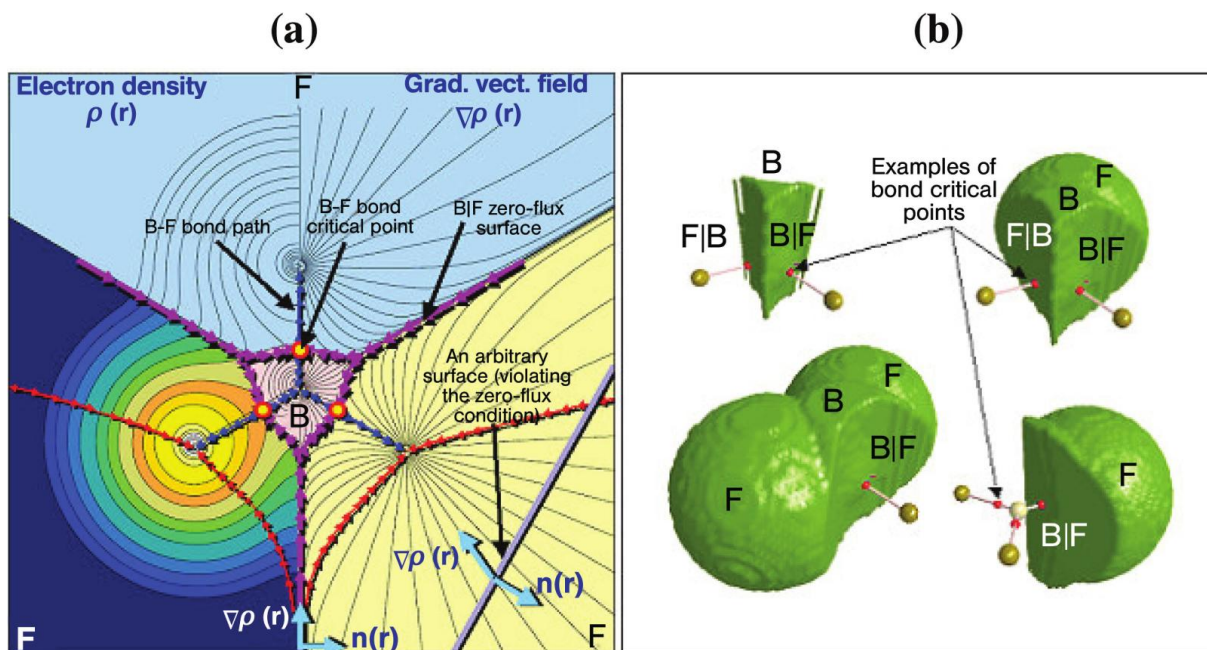 (a)
(b)
Electron density
ρ (r)
F
Grad. vect. field
∇ρ (r)
B-F bond path
B-F bond
critical point
B|F zero-flux
surface
An arbitrary
surface (violating
the zero-flux
condition)
B
∇ρ (r)
n(r)
∇ρ (r)
n(r)
F
F
B
F|B
B|F
Examples of
bond critical
points
F
B
F|B
B|F
F
B
B|F
F
F
B|F